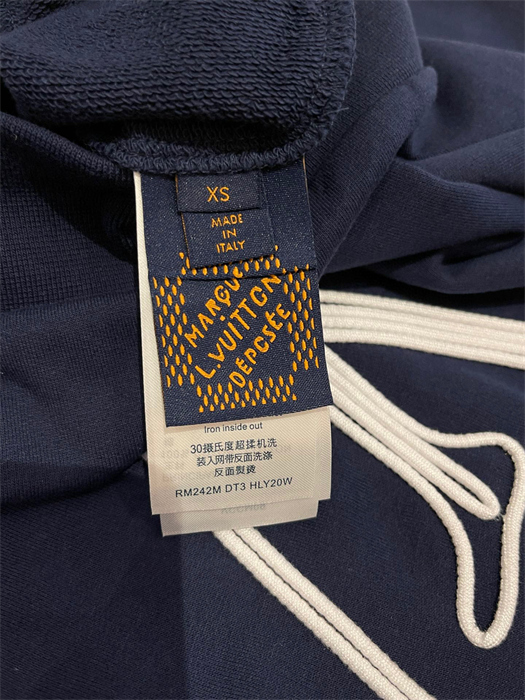 XS
MADE
IN
ITALY
MARQUE
L.VUITTON
DÉPOSÉE
Iron inside out
30摄氏度超揉机洗
装入网带反面洗涤
反面熨烫
RM242M DT3 HLY20W